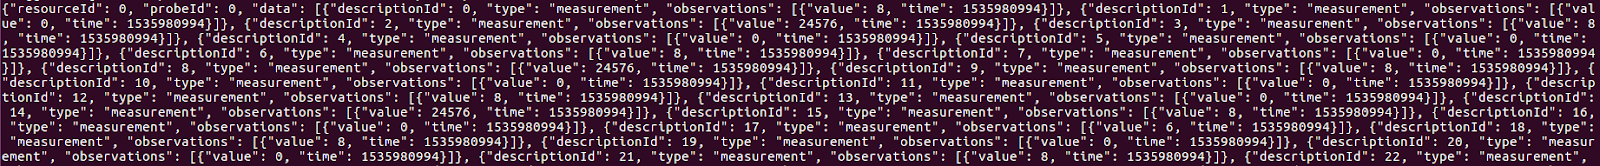 {"resourceId": 0, "probeId": 0, "data": [{"descriptionId": 0, "type": "measurement", "observations": [{"value": 8, "time": 1535980994}]}, {"descriptionId": 1, "type": "measurement", "observations": [{"val
ue": 0, "time": 1535980994}]}, {"descriptionId": 2, "type": "measurement", "observations": [{"value": 24576, "time": 1535980994}]}, {"descriptionId": 3, "type": "measurement", "observations": [{"value": 8
, "time": 1535980994}]}, {"descriptionId": 4, "type": "measurement", "observations": [{"value": 0, "time": 1535980994}]}, {"descriptionId": 5, "type": "measurement", "observations": [{"value": 0, "time":
1535980994}]}, {"descriptionId": 6, "type": "measurement", "observations": [{"value": 8, "time": 1535980994}]}, {"descriptionId": 7, "type": "measurement", "observations": [{"value": 0, "time": 1535980994
}]}, {"descriptionId": 8, "type": "measurement", "observations": [{"value": 24576, "time": 1535980994}]}, {"descriptionId": 9, "type": "measurement", "observations": [{"value": 8, "time": 1535980994}]}, {
"descriptionId": 10, "type": "measurement", "observations": [{"value": 0, "time": 1535980994}]}, {"descriptionId": 11, "type": "measurement", "observations": [{"value": 0, "time": 1535980994}]}, {"descrip
tionId": 12, "type": "measurement", "observations": [{"value": 8, "time": 1535980994}]}, {"descriptionId": 13, "type": "measurement", "observations": [{"value": 0, "time": 1535980994}]}, {"descriptionId":
14, "type": "measurement", "observations": [{"value": 24576, "time": 1535980994}]}, {"descriptionId": 15, "type": "measurement", "observations": [{"value": 8, "time": 1535980994}]}, {"descriptionId": 16,
"type": "measurement", "observations": [{"value": 0, "time": 1535980994}]}, {"descriptionId": 17, "type": "measurement", "observations": [{"value": 6, "time": 1535980994}]}, {"descriptionId": 18, "type":
"measurement", "observations": [{"value": 8, "time": 1535980994}]}, {"descriptionId": 19, "type": "measurement", "observations": [{"value": 0, "time": 1535980994}]}, {"descriptionId": 20, "type": "measur
ement", "observations": [{"value": 0, "time": 1535980994}]}, {"descriptionId": 21, "type": "measurement", "observations": [{"value": 8, "time": 1535980994}]}, {"descriptionId": 22, "type": "measurement",